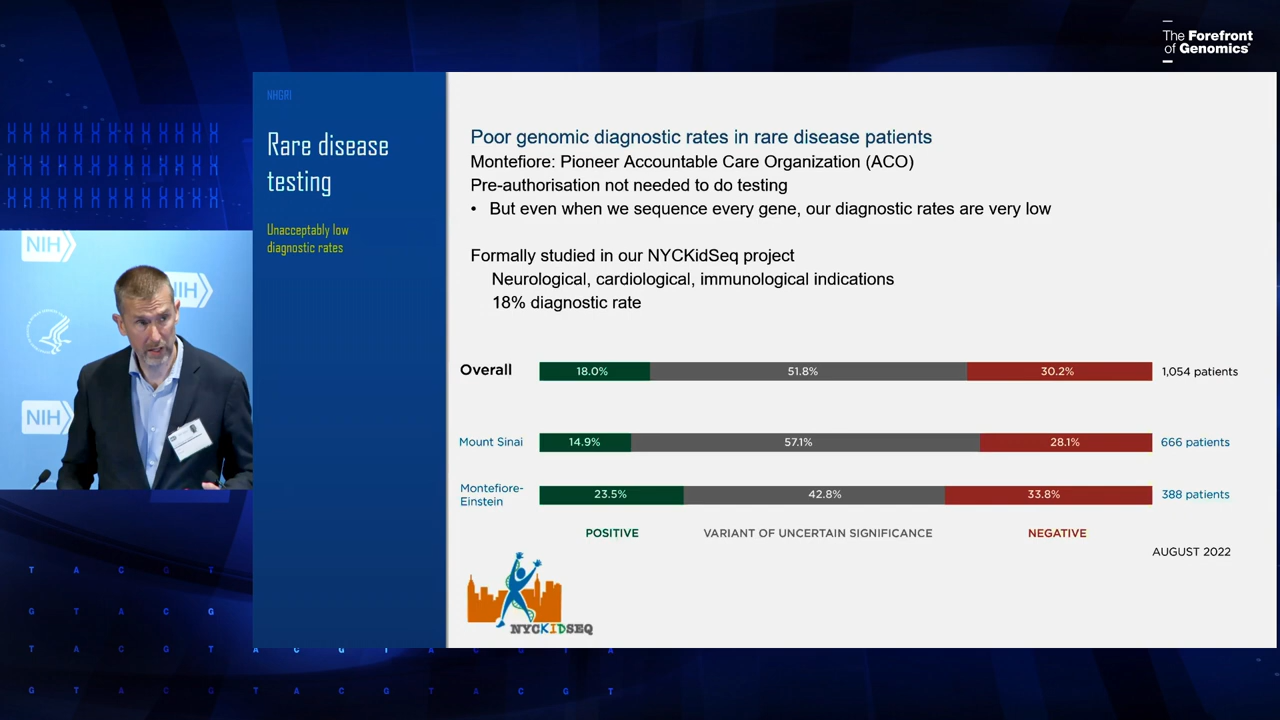 The Forefront
of Genomics®
NHGRI
Rare disease
testing
Unacceptably low
diagnostic rates
Poor genomic diagnostic rates in rare disease patients
Montefiore: Pioneer Accountable Care Organization (ACO)
Pre-authorisation not needed to do testing
• But even when we sequence every gene, our diagnostic rates are very low
Formally studied in our NYCKidSeq project
Neurological, cardiological, immunological indications
18% diagnostic rate
Overall 18.0% 51.8% 30.2% 1,054 patients
Mount Sinai 14.9% 57.1% 28.1% 666 patients
Montefiore-
Einstein 23.5% 42.8% 33.8% 388 patients
POSITIVE VARIANT OF UNCERTAIN SIGNIFICANCE NEGATIVE
AUGUST 2022
NYCKIDSEQ
NIH
NIH
NIH
T A C G T
G T A C G
T A C G T A C G T A C G T A
G T A C G T A C G T A C G T